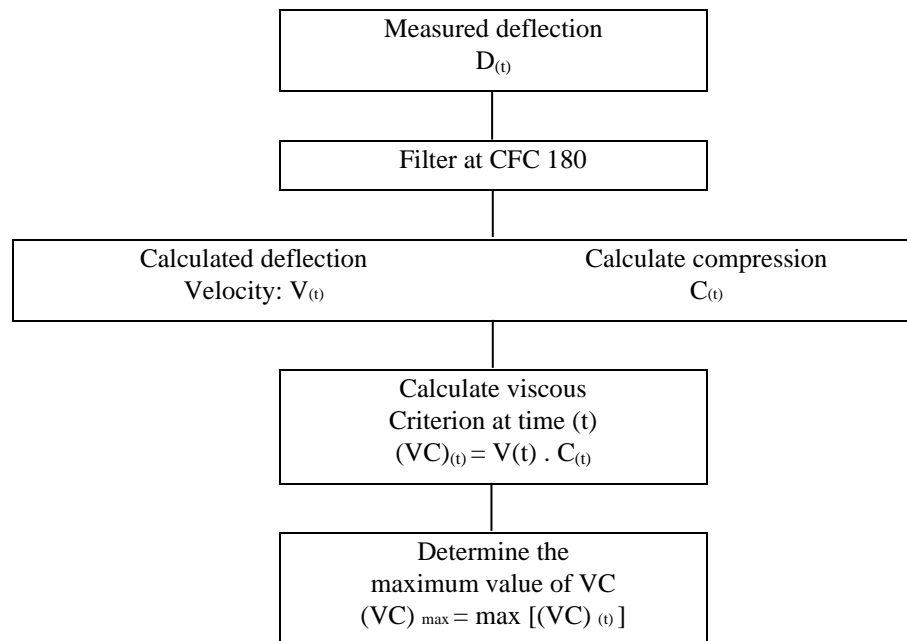 Measured deflection
D(t)
Filter at CFC 180
Calculated deflection
Velocity: V(t)
Calculate compression
C(t)
Calculate viscous
Criterion at time (t)
(VC)(t) = V(t) . C(t)
Determine the
maximum value of VC
(VC) max = max [(VC) (t) ]